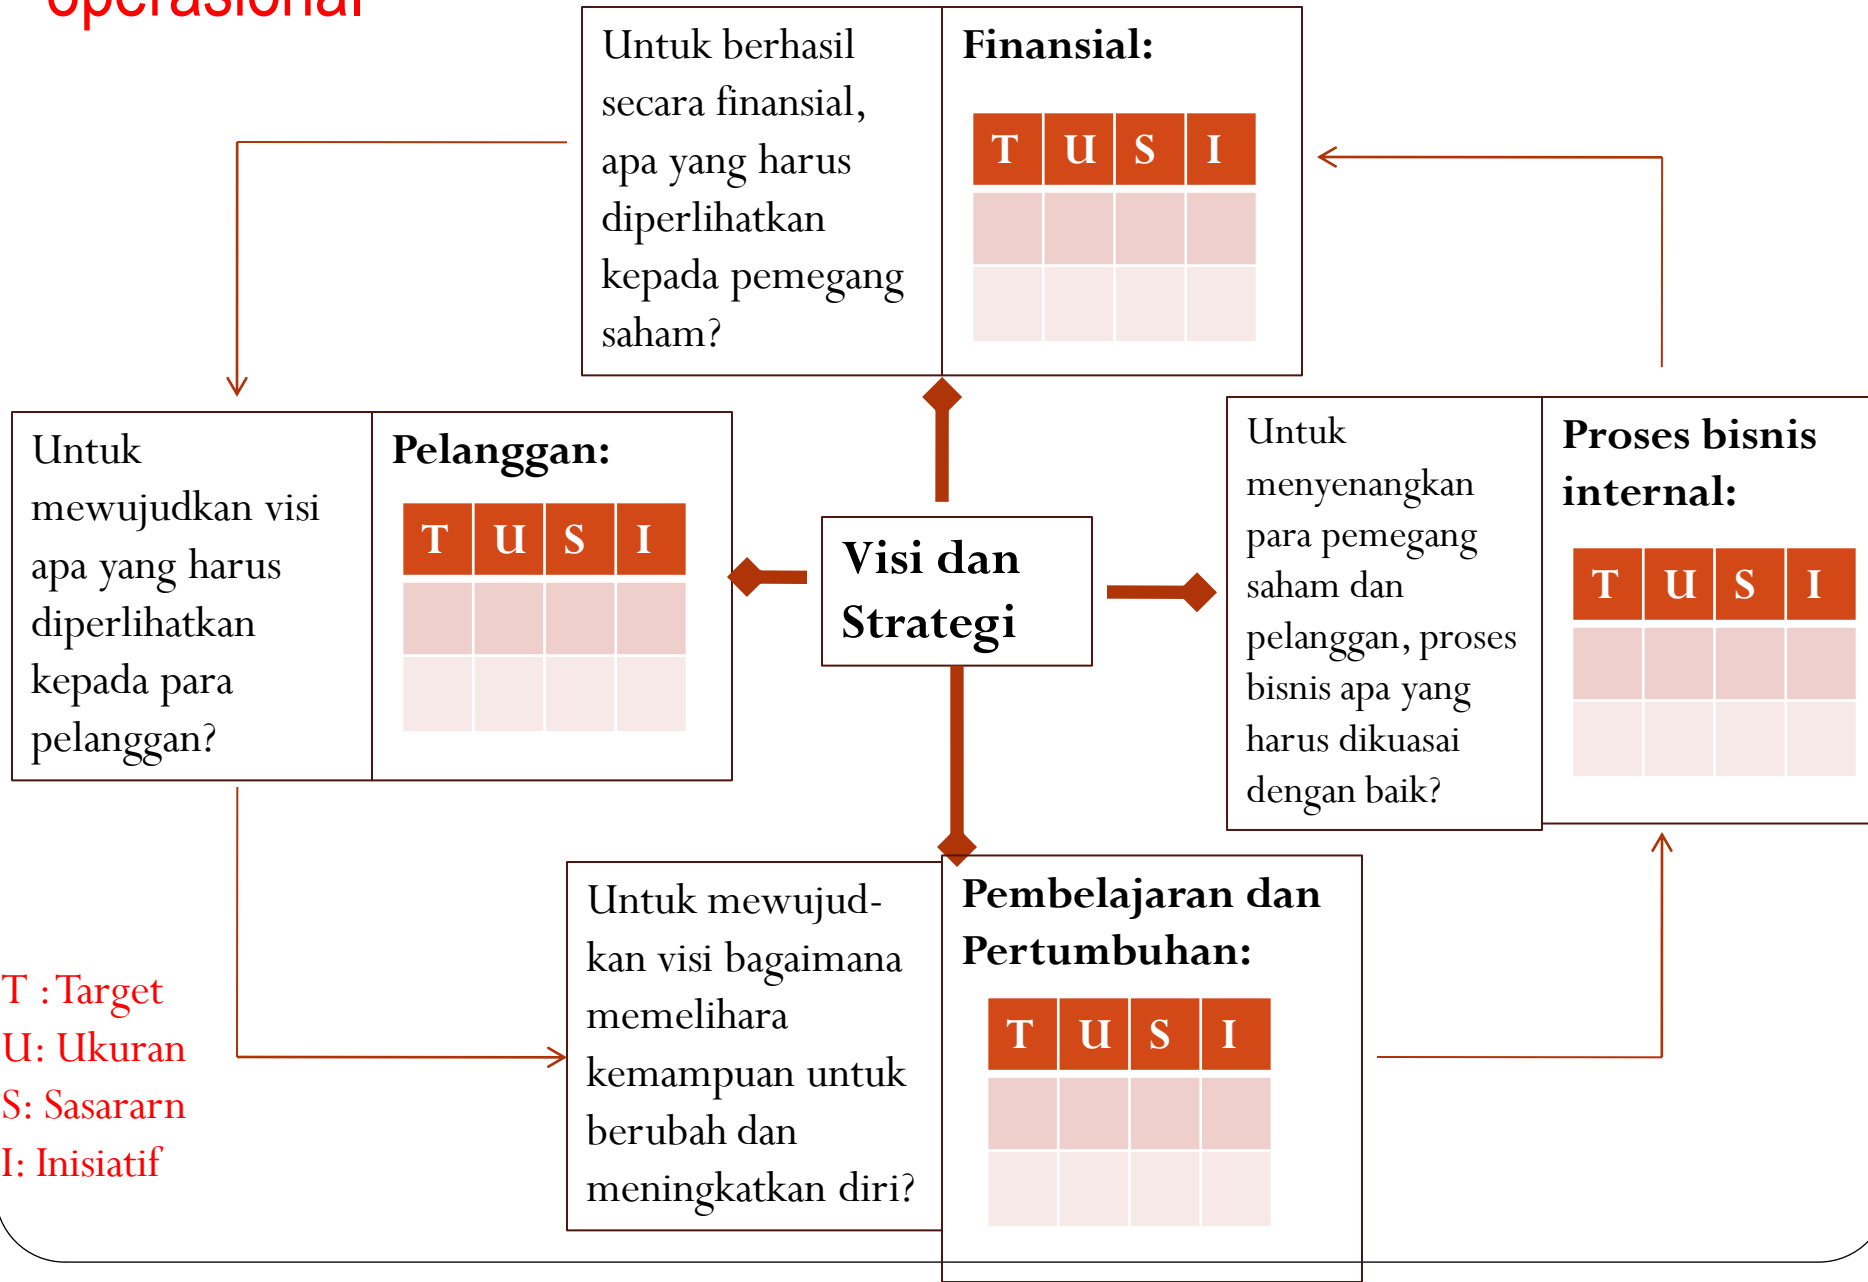 operasional
Untuk berhasil
secara finansial,
apa yang harus
diperlihatkan
kepada pemegang
saham?
Finansial:
T U S I
Untuk
mewujudkan visi
apa yang harus
diperlihatkan
kepada para
pelanggan?
Pelanggan:
T U S I
Visi dan
Strategi
Untuk
menyenangkan
para pemegang
saham dan
pelanggan, proses
bisnis apa yang
harus dikuasai
dengan baik?
Proses bisnis
internal:
T U S I
Untuk mewujud-
kan visi bagaimana
memelihara
kemampuan untuk
berubah dan
meningkatkan diri?
Pembelajaran dan
Pertumbuhan:
T U S I
T : Target
U: Ukuran
S: Sasararn
I: Inisiatif